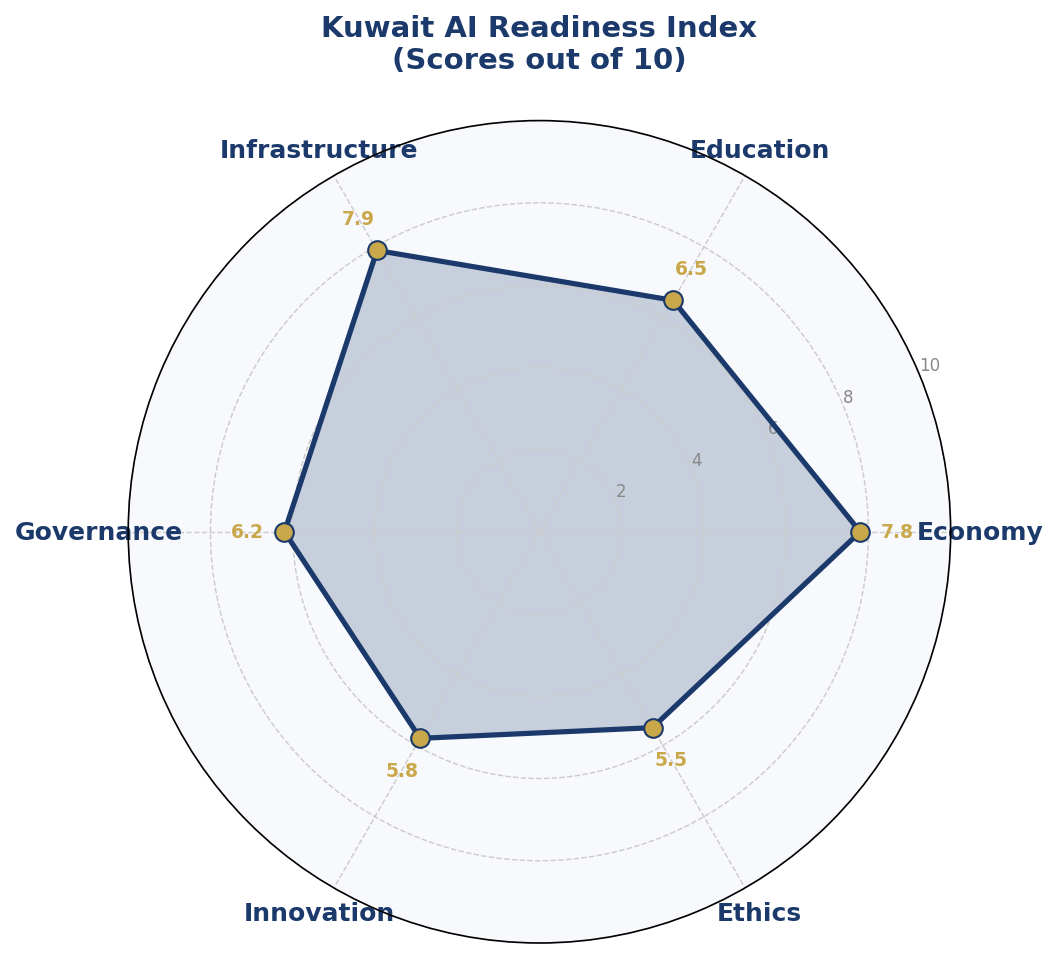 Kuwait AI Readiness Index
(Scores out of 10)
Infrastructure
Education
7.9
6.5
10
8
6
4
2
Governance
6.2
7.8
Economy
5.8
5.5
Innovation
Ethics